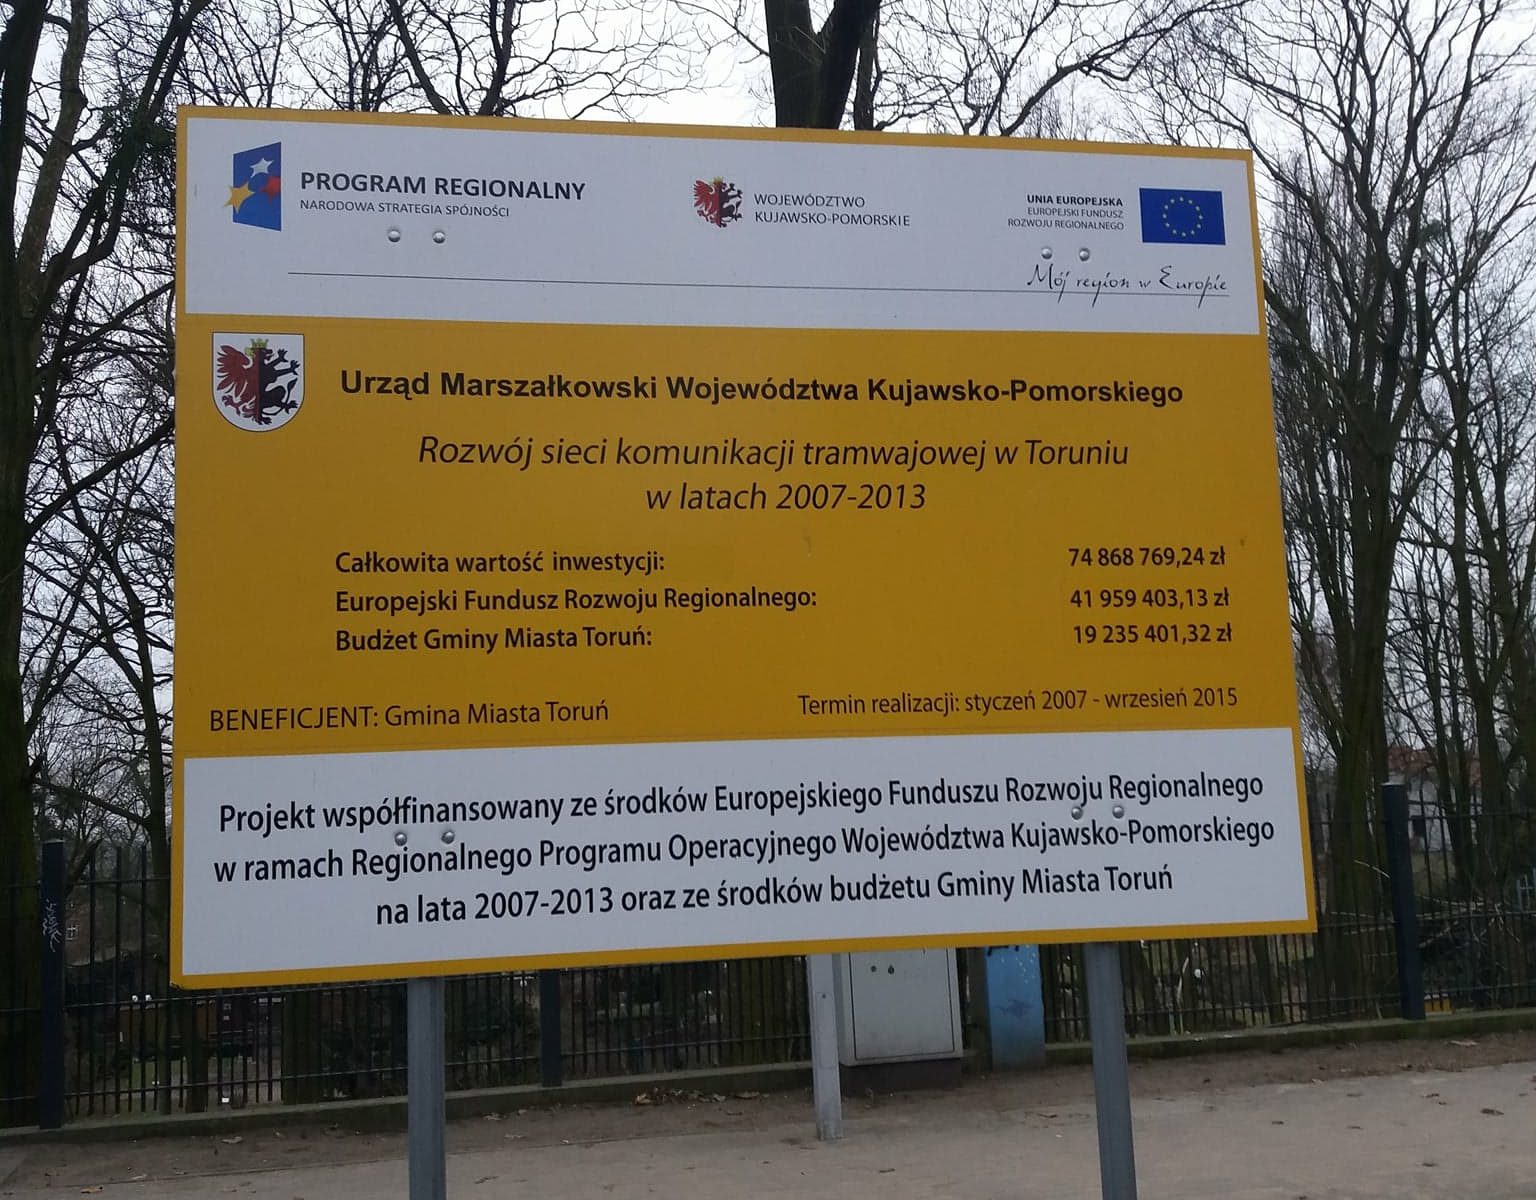 PROGRAM REGIONALNY
NARODOWA STRATEGIA SPÓJNOŚCI
WOJEWÓDZTWO
KUJAWSKO-POMORSKIE
UNIA EUROPEJSKA
EUROPEJSKI FUNDUSZ
ROZWOJU REGIONALNEGO
Mój region w Europie
Urząd Marszałkowski Województwa Kujawsko-Pomorskiego
Rozwój sieci komunikacji tramwajowej w Toruniu
w latach 2007-2013
Całkowita wartość inwestycji: 74 868 769,24 zł
Europejski Fundusz Rozwoju Regionalnego: 41 959 403,13 zł
Budżet Gminy Miasta Toruń: 19 235 401,32 zł
BENEFICJENT: Gmina Miasta Toruń Termin realizacji: styczeń 2007 - wrzesień 2015
Projekt współfinansowany ze środków Europejskiego Funduszu Rozwoju Regionalnego
w ramach Regionalnego Programu Operacyjnego Województwa Kujawsko-Pomorskiego
na lata 2007-2013 oraz ze środków budżetu Gminy Miasta Toruń